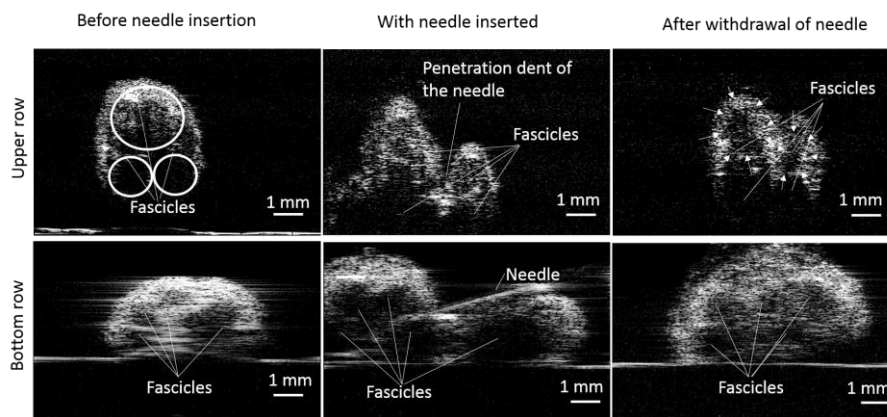 Before needle insertion
With needle inserted
After withdrawal of needle
Upper row
Fascicles
1 mm
Penetration dent of
the needle
Fascicles
1 mm
Fascicles
1 mm
Bottom row
Fascicles
1 mm
Needle
Fascicles
1 mm
Fascicles
1 mm